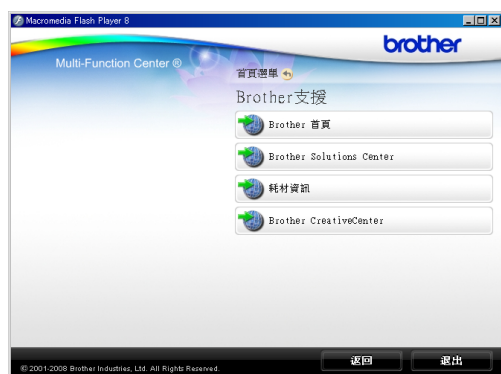 Macromedia Flash Player 8
brother
Multi-Function Center ®
首頁選單
Brother支援
Brother 首頁
Brother Solutions Center
耗材資訊
Brother CreativeCenter
返回
退出
© 2001-2008 Brother Industries, Ltd. All Rights Reserved.